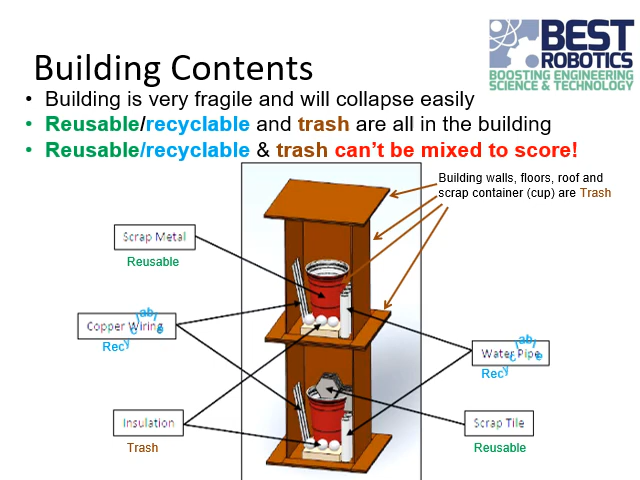 BEST
ROBOTICS
BOOSTING ENGINEERING
SCIENCE & TECHNOLOGY
Building Contents
• Building is very fragile and will collapse easily
• Reusable/recyclable and trash are all in the building
• Reusable/recyclable & trash can't be mixed to score!
Building walls, floors, roof and
scrap container (cup) are Trash
Scrap Metal
Reusable
Copper Wiring
Recyclable
Water Pipe
Recyclable
Insulation
Trash
Scrap Tile
Reusable